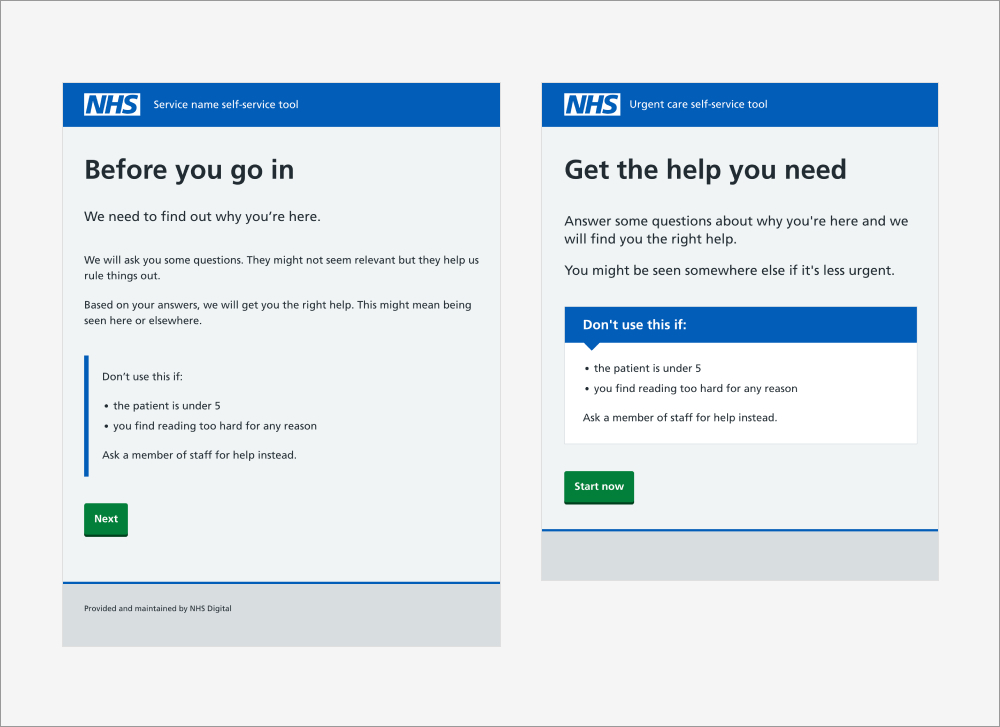 NHS Service name self-service tool
Before you go in
We need to find out why you’re here.
We will ask you some questions. They might not seem relevant but they help us
rule things out.
Based on your answers, we will get you the right help. This might mean being
seen here or elsewhere.
Don’t use this if:
• the patient is under 5
• you find reading too hard for any reason
Ask a member of staff for help instead.
Next
Provided and maintained by NHS Digital
NHS Urgent care self-service tool
Get the help you need
Answer some questions about why you're here and we
will find you the right help.
You might be seen somewhere else if it's less urgent.
Don't use this if:
• the patient is under 5
• you find reading too hard for any reason
Ask a member of staff for help instead.
Start now